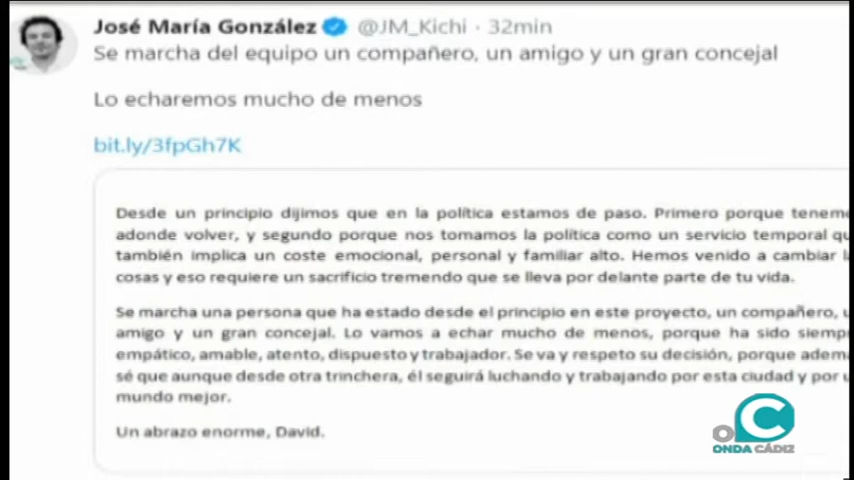 José María González @JM_Kichi · 32min
Se marcha del equipo un compañero, un amigo y un gran concejal
Lo echaremos mucho de menos
bit.ly/3fpGh7K
Desde un principio dijimos que en la política estamos de paso. Primero porque tenem
adonde volver, y segundo porque nos tomamos la política como un servicio temporal qu
también implica un coste emocional, personal y familiar alto. Hemos venido a cambiar l
cosas y eso requiere un sacrificio tremendo que se lleva por delante parte de tu vida.
Se marcha una persona que ha estado desde el principio en este proyecto, un compañero, u
amigo y un gran concejal. Lo vamos a echar mucho de menos, porque ha sido siemp
empático, amable, atento, dispuesto y trabajador. Se va y respeto su decisión, porque adem
sé que aunque desde otra trinchera, él seguirá luchando y trabajando por esta ciudad y por u
mundo mejor.
Un abrazo enorme, David.
OC
ONDA CÁDIZ